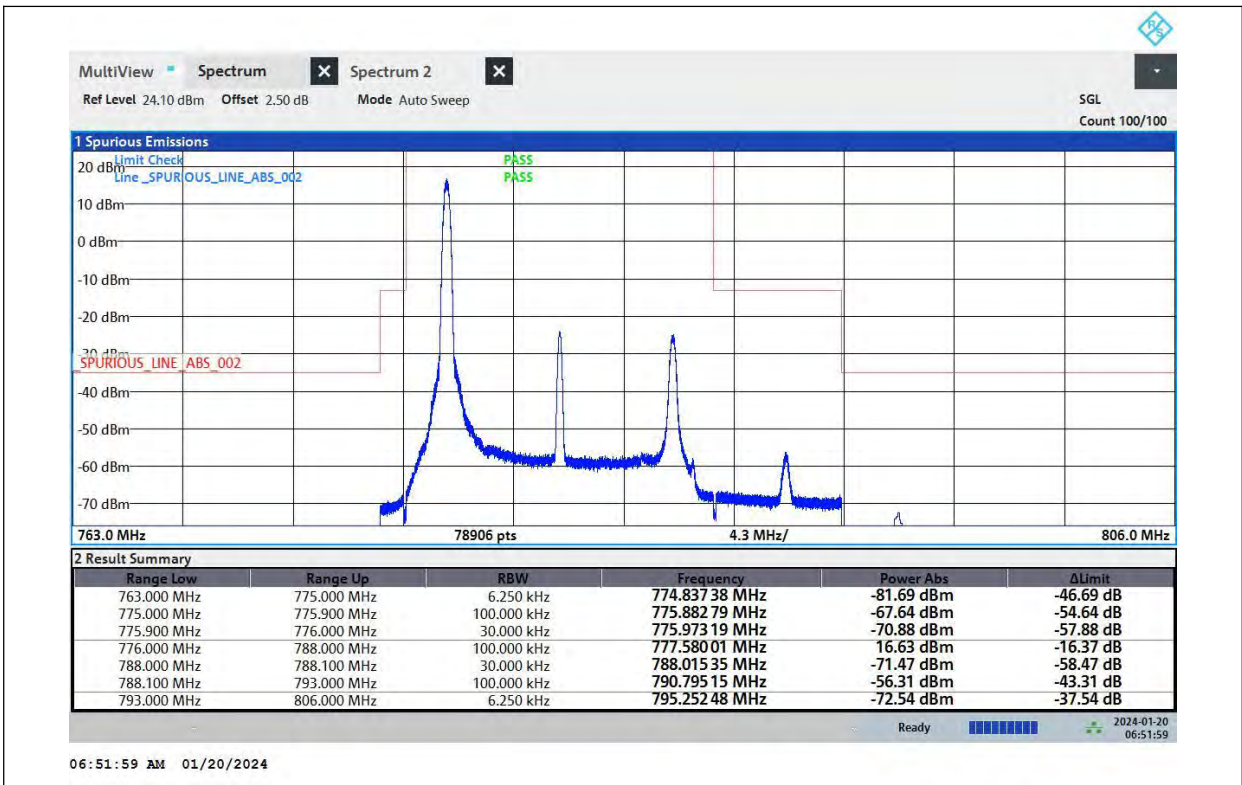 R&S
MultiView Spectrum X Spectrum 2 X
Ref Level 24.10 dBm Offset 2.50 dB Mode Auto Sweep SGL
Count 100/100
1 Spurious Emissions
Limit Check PASS
20 dBm
Line _SPURIOUS_LINE_ABS_002 PASS
10 dBm
0 dBm
-10 dBm
-20 dBm
-30 dBm
_SPURIOUS_LINE_ABS_002
-40 dBm
-50 dBm
-60 dBm
-70 dBm
763.0 MHz 78906 pts 4.3 MHz/ 806.0 MHz
2 Result Summary
Range Low Range Up RBW Frequency Power Abs ΔLimit
763.000 MHz 775.000 MHz 6.250 kHz 774.837 38 MHz -81.69 dBm -46.69 dB
775.000 MHz 775.900 MHz 100.000 kHz 775.882 79 MHz -67.64 dBm -54.64 dB
775.900 MHz 776.000 MHz 30.000 kHz 775.973 19 MHz -70.88 dBm -57.88 dB
776.000 MHz 788.000 MHz 100.000 kHz 777.580 01 MHz 16.63 dBm -16.37 dB
788.000 MHz 788.100 MHz 30.000 kHz 788.015 35 MHz -71.47 dBm -58.47 dB
788.100 MHz 793.000 MHz 100.000 kHz 790.795 15 MHz -56.31 dBm -43.31 dB
793.000 MHz 806.000 MHz 6.250 kHz 795.252 48 MHz -72.54 dBm -37.54 dB
Ready 2024-01-20
06:51:59
06:51:59 AM 01/20/2024